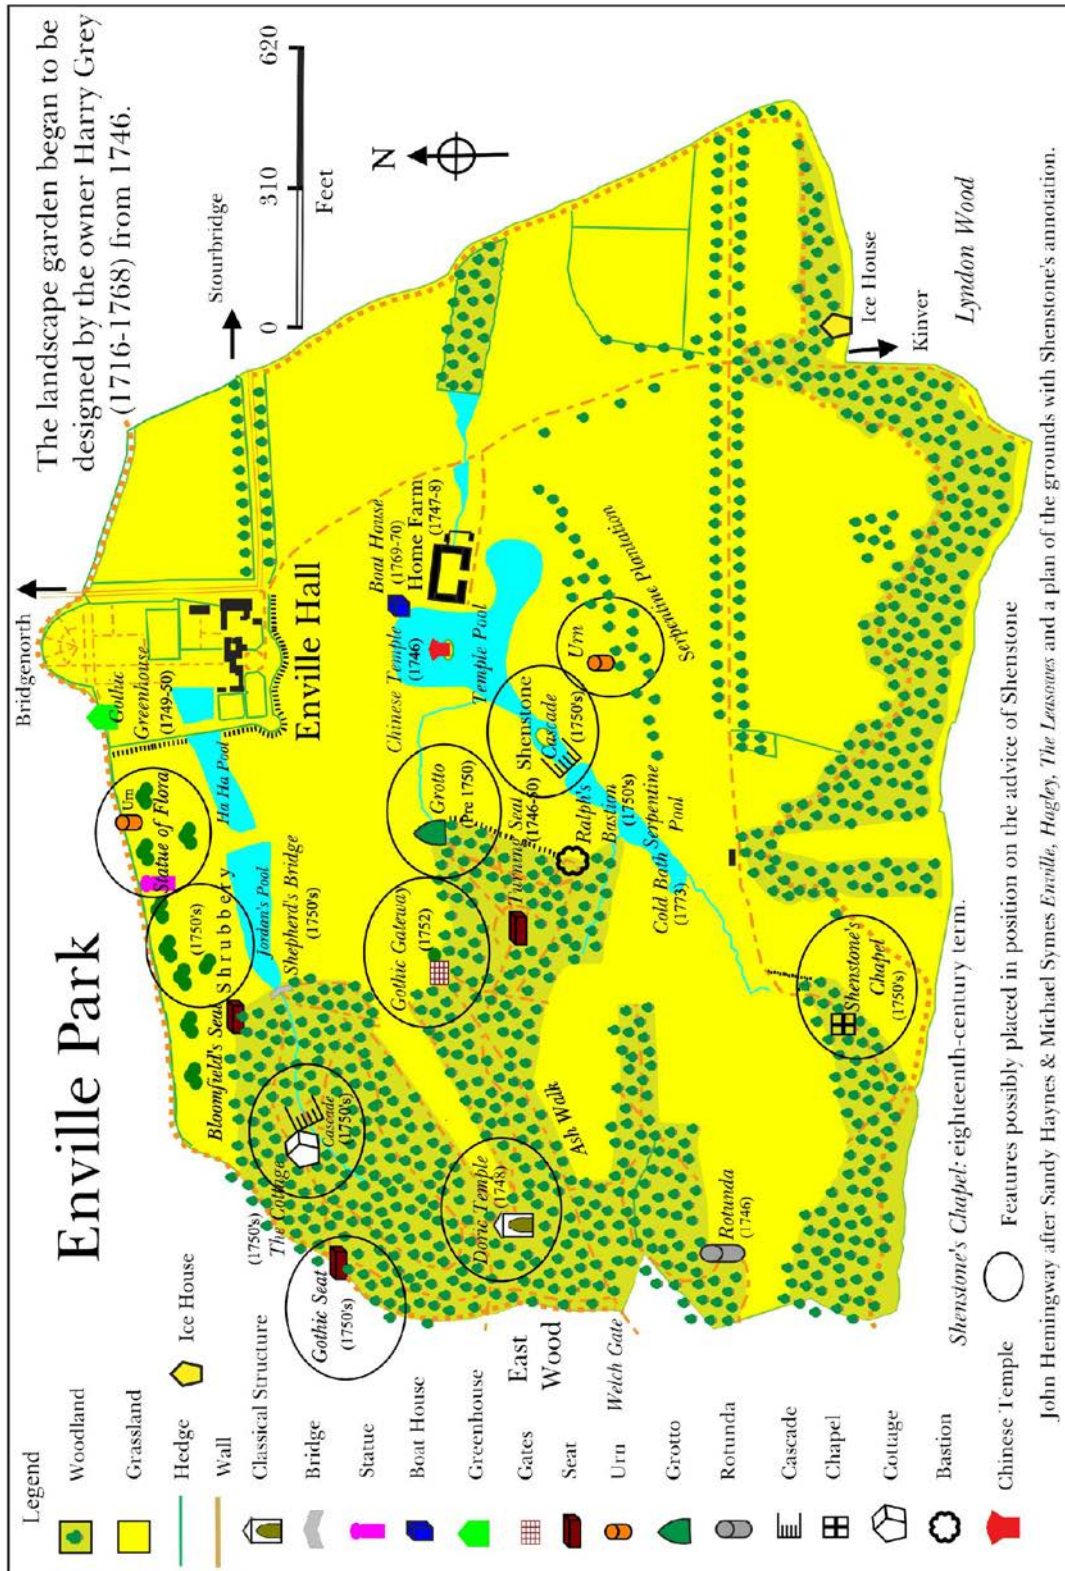 Enville Park
The landscape garden began to be
designed by the owner Harry Grey
(1716-1768) from 1746.
Bridgenorth
Stourbridge
0 310 620
Feet
N
Legend
Woodland
Grassland
Hedge
Wall
Ice House
Classical Structure
Bridge
Statue
Boat House
Greenhouse
Gates
Seat
Urn
Grotto
Rotunda
Cascade
Chapel
Cottage
Bastion
Chinese Temple
Gothic
Greenhouse
(1749-50)
Urn
Statue of Flora
(1750's)
Shrubbery
Ha Ha Pool
Jordan's Pool
Shepherd's Bridge
(1750's)
Bloomfield's Seat
Enville Hall
(1750's)
The Cottage
Cascade
(1750's)
Gothic Seat
(1750's)
Chinese Temple
(1746)
Boat House
(1769-70)
Home Farm
(1747-8)
Temple Pool
Grotto
(Pre 1750)
Gothic Gateway
(1752)
Turning Seat
(1746-50)
Shenstone
Cascade
(1750's)
Urn
Serpentine Plantation
Ralph's
Bastion
(1750's)
Serpentine
Pool
Cold Bath
(1773)
Doric Temple
(1748)
Ash Walk
East
Wood
Welch Gate
Rotunda
(1746)
Shenstone's
Chapel
(1750's)
Ice House
Kinver
Lyndon Wood
Shenstone's Chapel: eighteenth-century term.
Features possibly placed in position on the advice of Shenstone
John Hemingway after Sandy Haynes & Michael Symes Enville, Hagley, The Leasowes and a plan of the grounds with Shenstone's annotation.